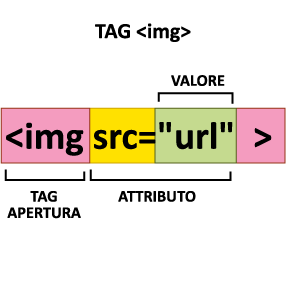 TAG <img>
VALORE
<img src="url" >
TAG
APERTURA
ATTRIBUTO